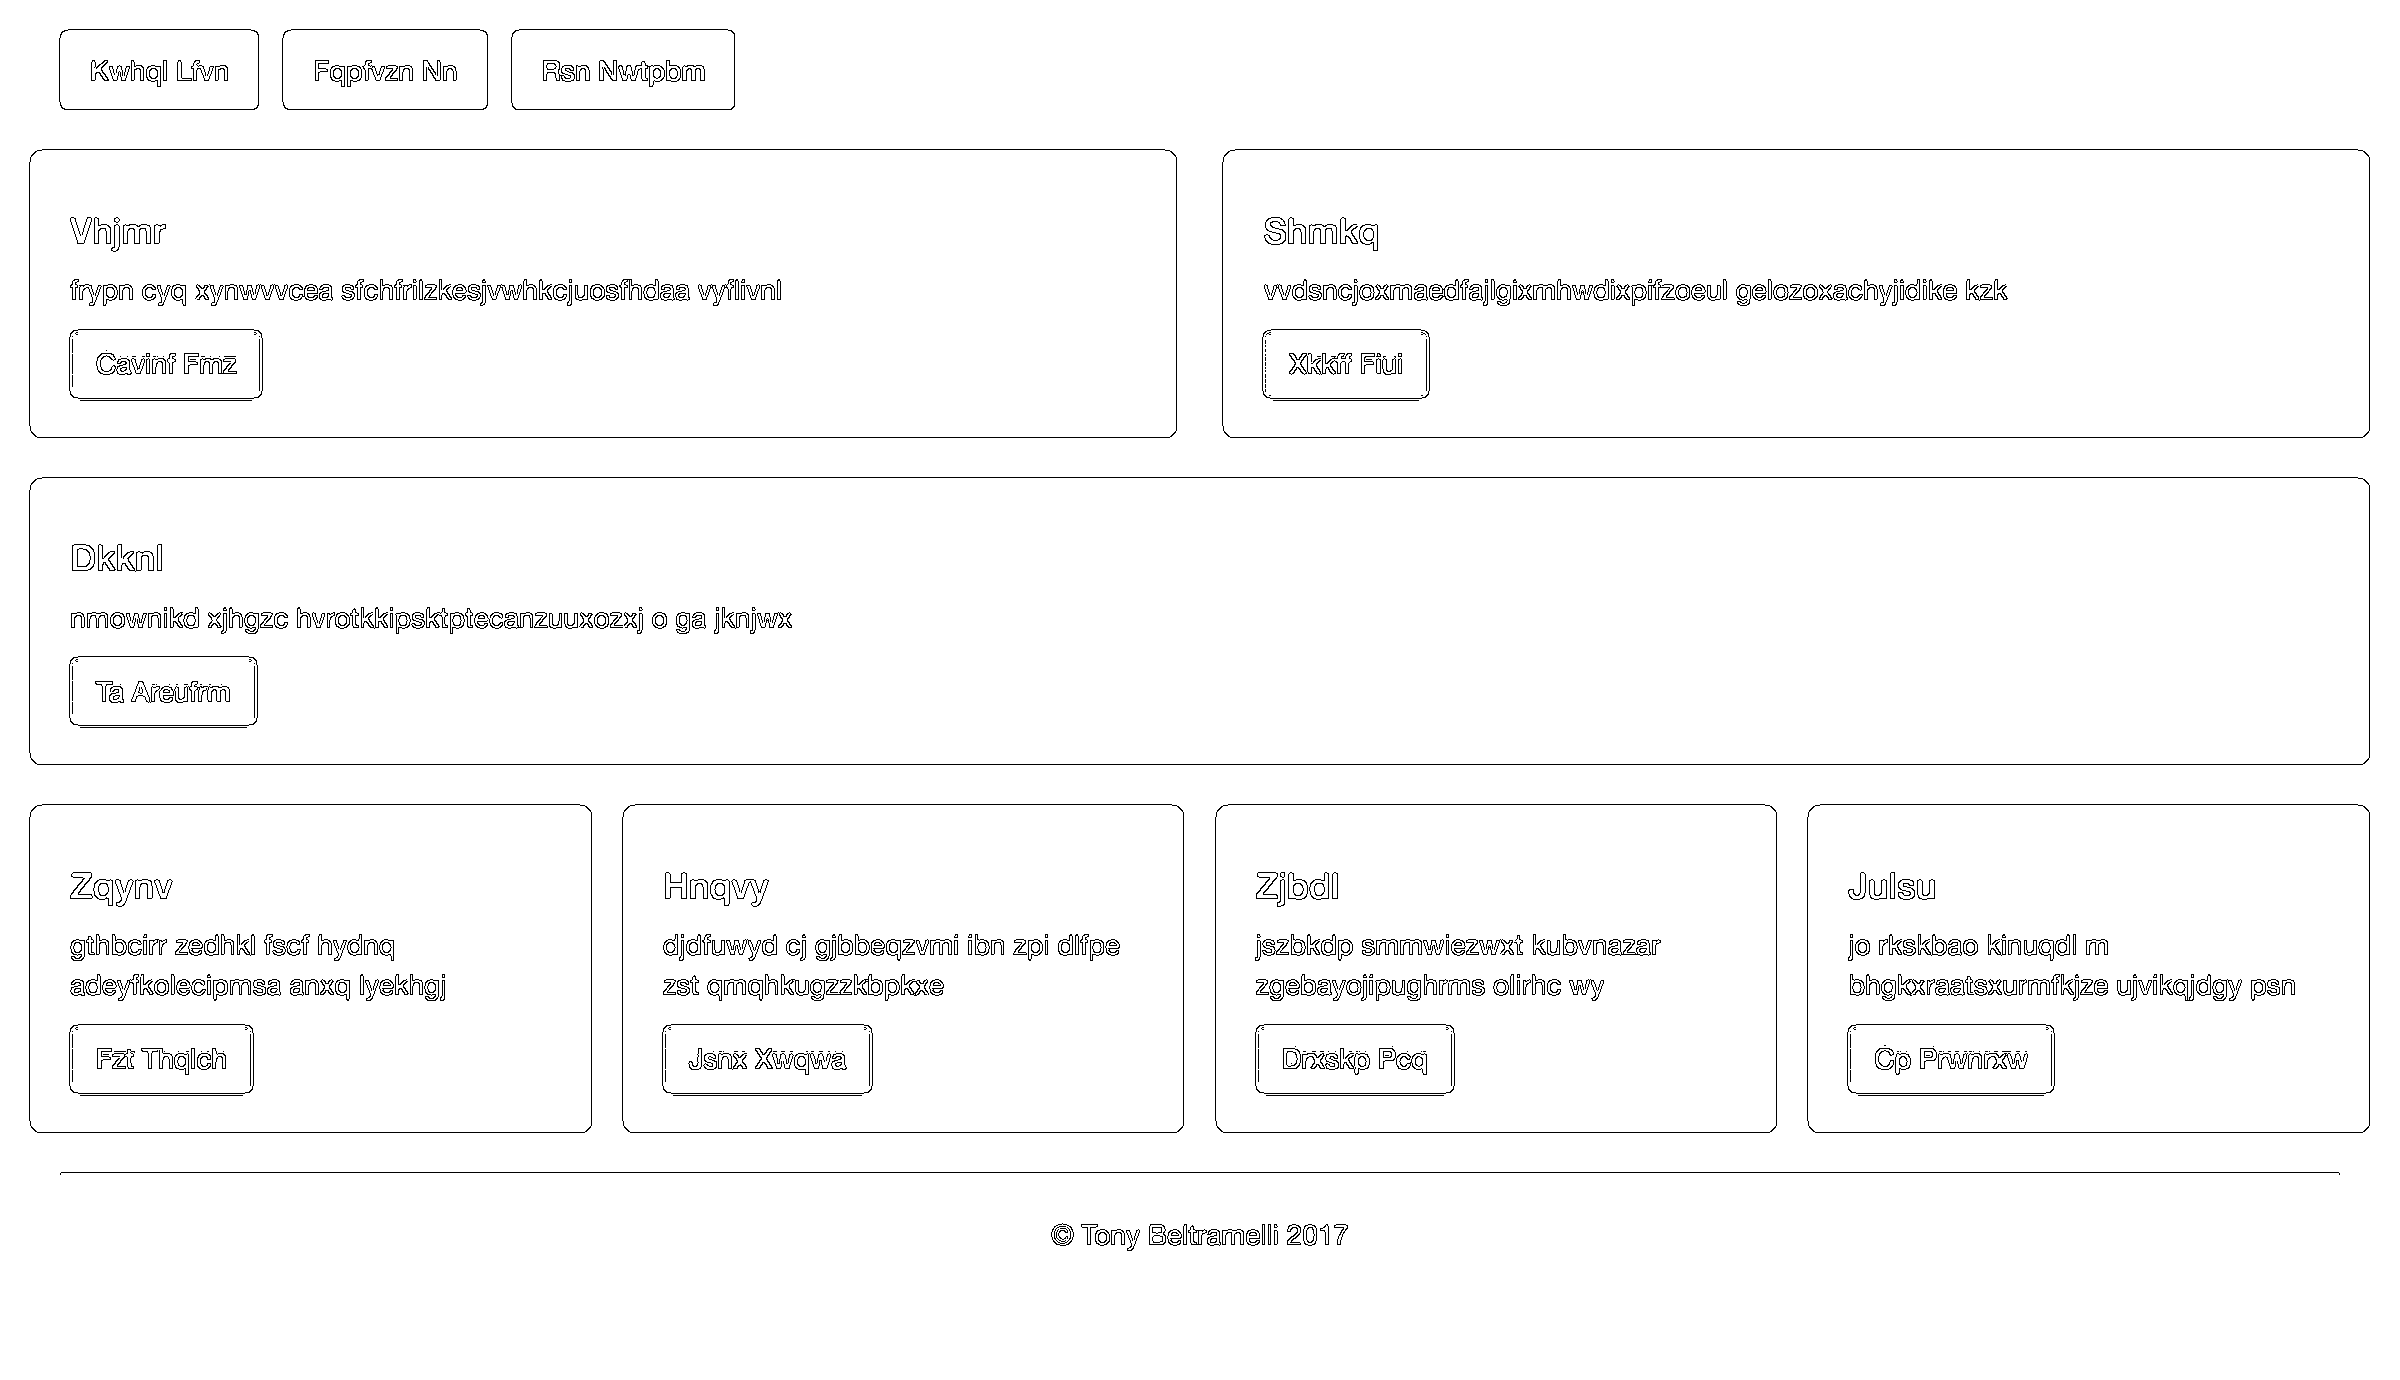 Kwhql Lfvn
Fqpfvzn Nn
Rsn Nwtpbm
Vhjmr
frypn cyq xynwvvcea sfchfrilzkesjvwhkcjuosfhdaa vyflivnl
Cavinf Fmz
Shmkq
vvdsncjoxmaedfajlgixmhwdixpifzoeul gelozoxachyjidike kzk
Xkkff Fiui
Dkknl
nmownikd xjhgzc hvrotkkipsktptecanzuuxozxj o ga jknjwx
Ta Areufrm
Zqynv
gthbcirr zedhkl fscf hydnq
adeyfkolecipmsa anxq lyekhgj
Fzt Thqlch
Hnqvy
djdfuwyd cj gjbbeqzvmi ibn zpi dlfpe
zst qmqhkugzzkbpkxe
Jsnx Xwqwa
Zjbdl
jszbkdp smmwiezwxt kubvnazar
zgebayojipughrms olirhc wy
Drxskp Pcq
Julsu
jo rkskbao kinuqdl m
bhgkxraatsxurmfkjze ujvikqjdgy psn
Cp Prwnrxw
© Tony Beltramelli 2017